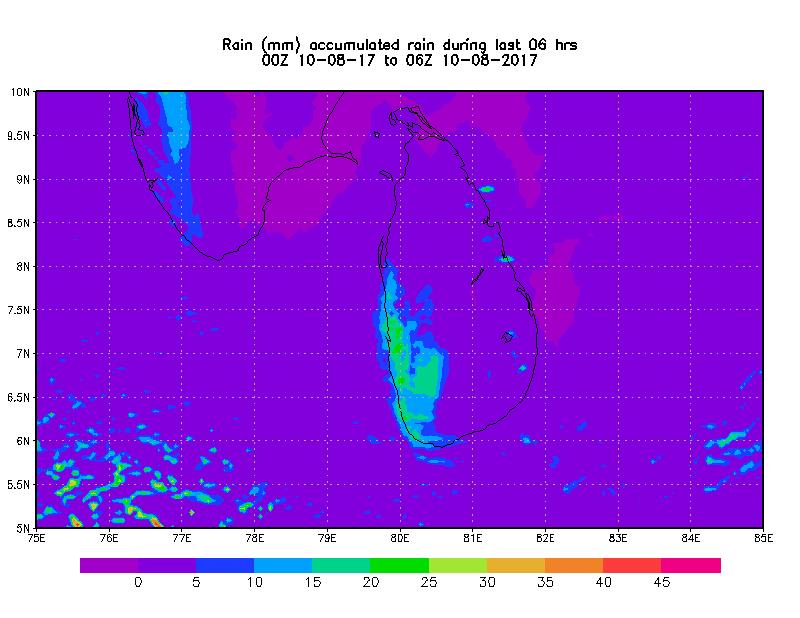 Rain (mm) accumulated rain during last 06 hrs
00Z 10-08-17 to 06Z 10-08-2017
10N
9.5N
9N
8.5N
8N
7.5N
7N
6.5N
6N
5.5N
5N
75E 76E 77E 78E 79E 80E 81E 82E 83E 84E 85E
0 5 10 15 20 25 30 35 40 45